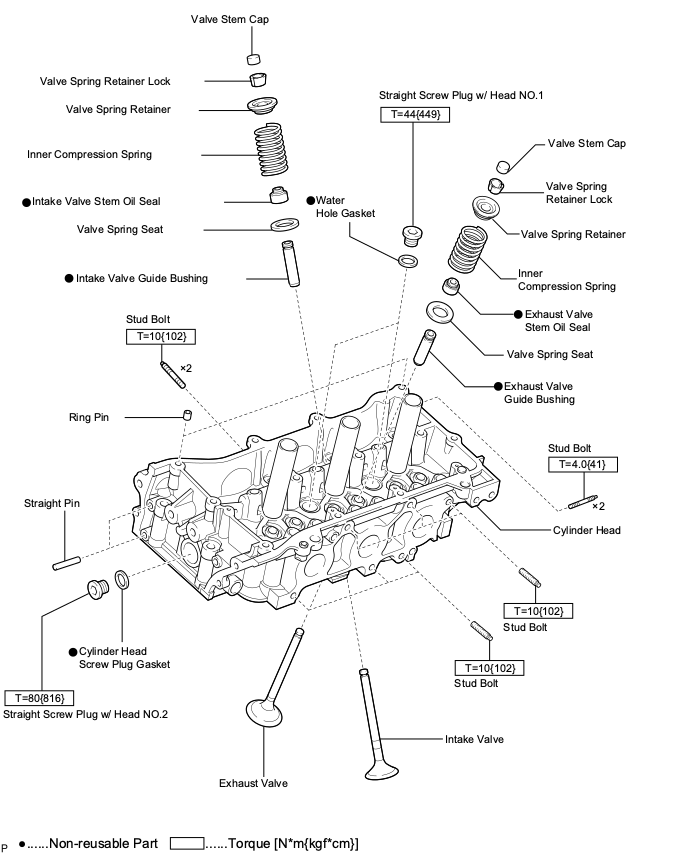 Valve Stem Cap
Valve Spring Retainer Lock
Valve Spring Retainer
Inner Compression Spring
●Intake Valve Stem Oil Seal
Valve Spring Seat
●Intake Valve Guide Bushing
Straight Screw Plug w/ Head NO.1
T=44{449}
●Water
Hole Gasket
Valve Stem Cap
Valve Spring
Retainer Lock
Valve Spring Retainer
Inner
Compression Spring
●Exhaust Valve
Stem Oil Seal
Valve Spring Seat
●Exhaust Valve
Guide Bushing
Stud Bolt
T=10{102}
×2
Ring Pin
Stud Bolt
T=4.0{41}
×2
Straight Pin
Cylinder Head
T=10{102}
Stud Bolt
T=10{102}
Stud Bolt
●Cylinder Head
Screw Plug Gasket
T=80{816}
Straight Screw Plug w/ Head NO.2
Intake Valve
Exhaust Valve
P ●......Non-reusable Part ......Torque [N*m{kgf*cm}]